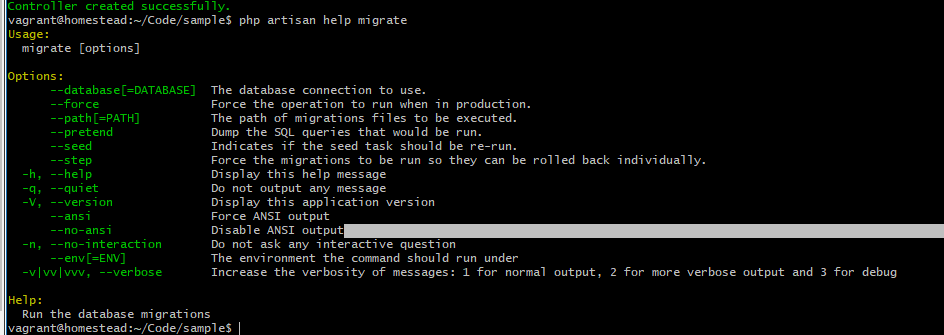 Controller created successfully.
vagrant@homestead:~/Code/sample$ php artisan help migrate
Usage:
  migrate [options]

Options:
      --database[=DATABASE]  The database connection to use.
      --force                Force the operation to run when in production.
      --path[=PATH]          The path of migrations files to be executed.
      --pretend              Dump the SQL queries that would be run.
      --seed                 Indicates if the seed task should be re-run.
      --step                 Force the migrations to be run so they can be rolled back individually.
  -h, --help                 Display this help message
  -q, --quiet                Do not output any message
  -V, --version              Display this application version
      --ansi                 Force ANSI output
      --no-ansi              Disable ANSI output
  -n, --no-interaction       Do not ask any interactive question
      --env[=ENV]            The environment the command should run under
  -v|vv|vvv, --verbose       Increase the verbosity of messages: 1 for normal output, 2 for more verbose output and 3 for debug

Help:
  Run the database migrations
vagrant@homestead:~/Code/sample$